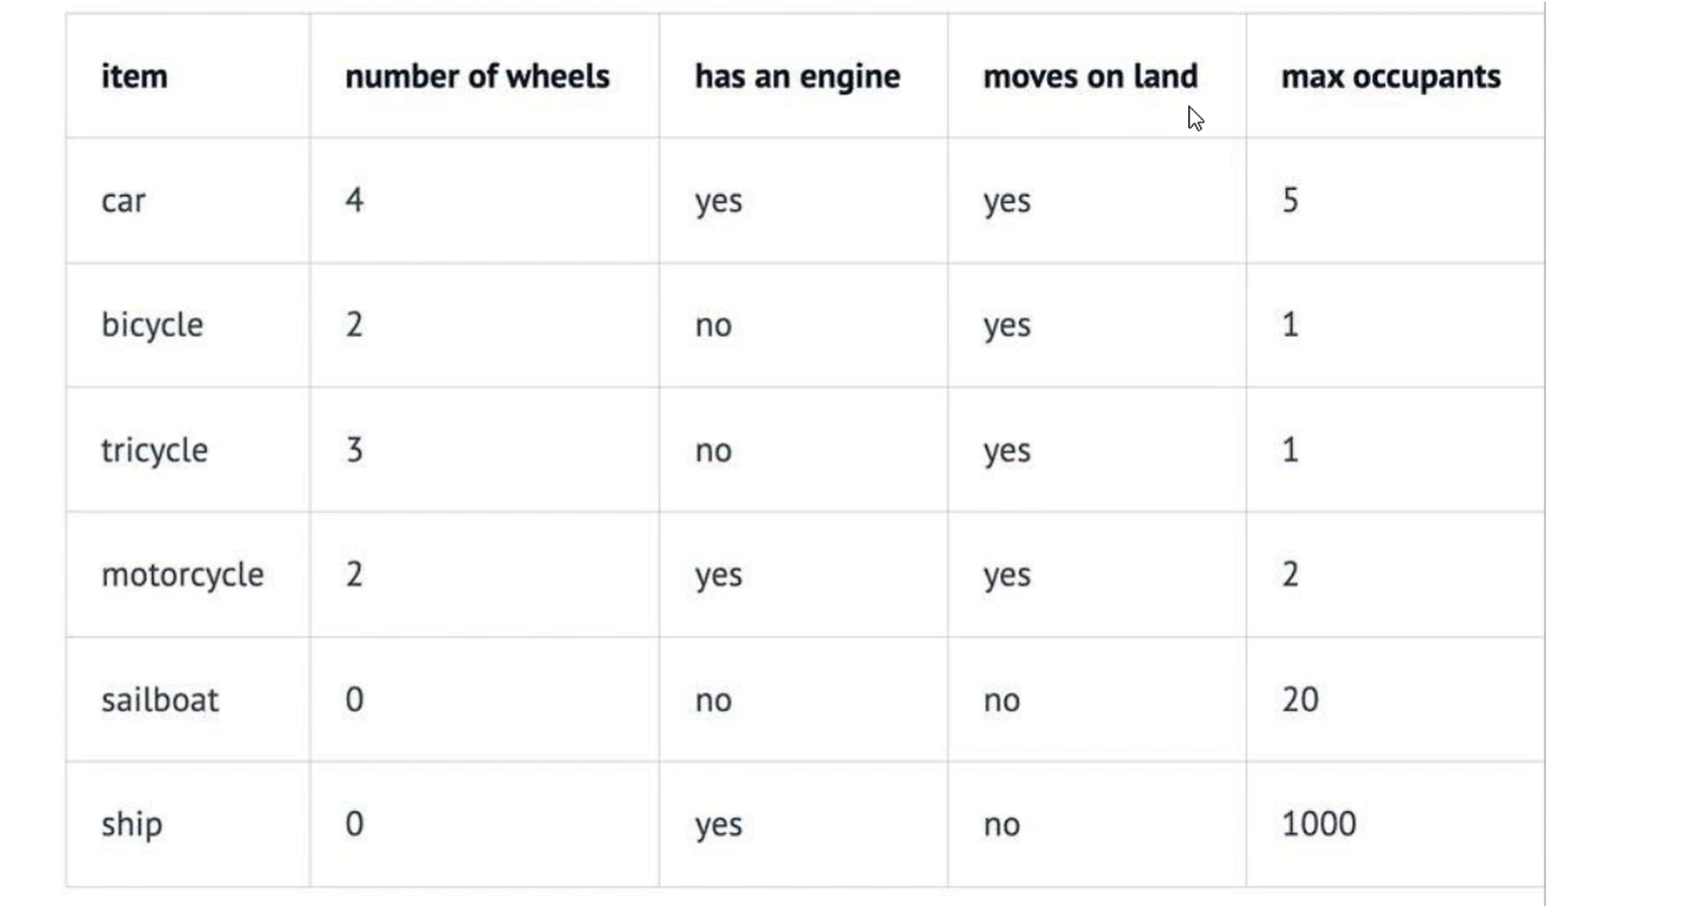 item number of wheels has an engine moves on land max occupants
car 4 yes yes 5
bicycle 2 no yes 1
tricycle 3 no yes 1
motorcycle 2 yes yes 2
sailboat 0 no no 20
ship 0 yes no 1000